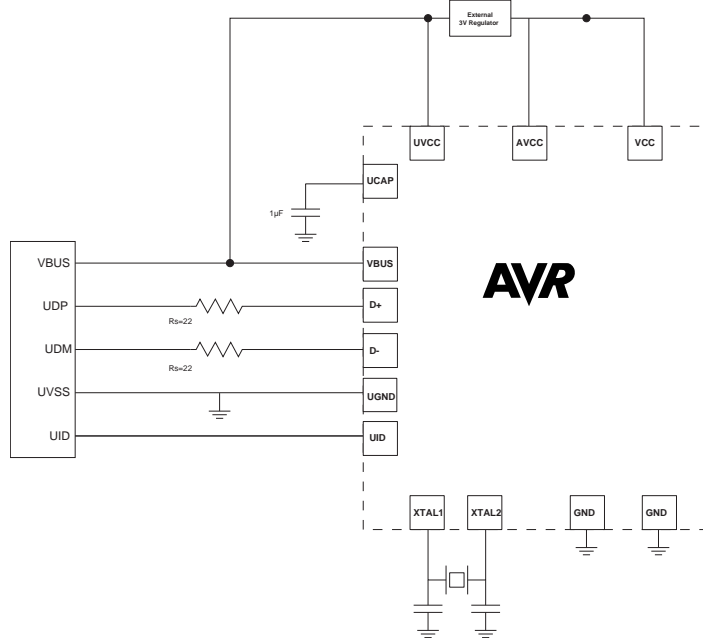 External
3V Regulator
UVCC
AVCC
VCC
UCAP
1µF
VBUS
VBUS
AVR
UDP
D+
Rs=22
UDM
D-
Rs=22
UVSS
UGND
UID
UID
XTAL1
XTAL2
GND
GND